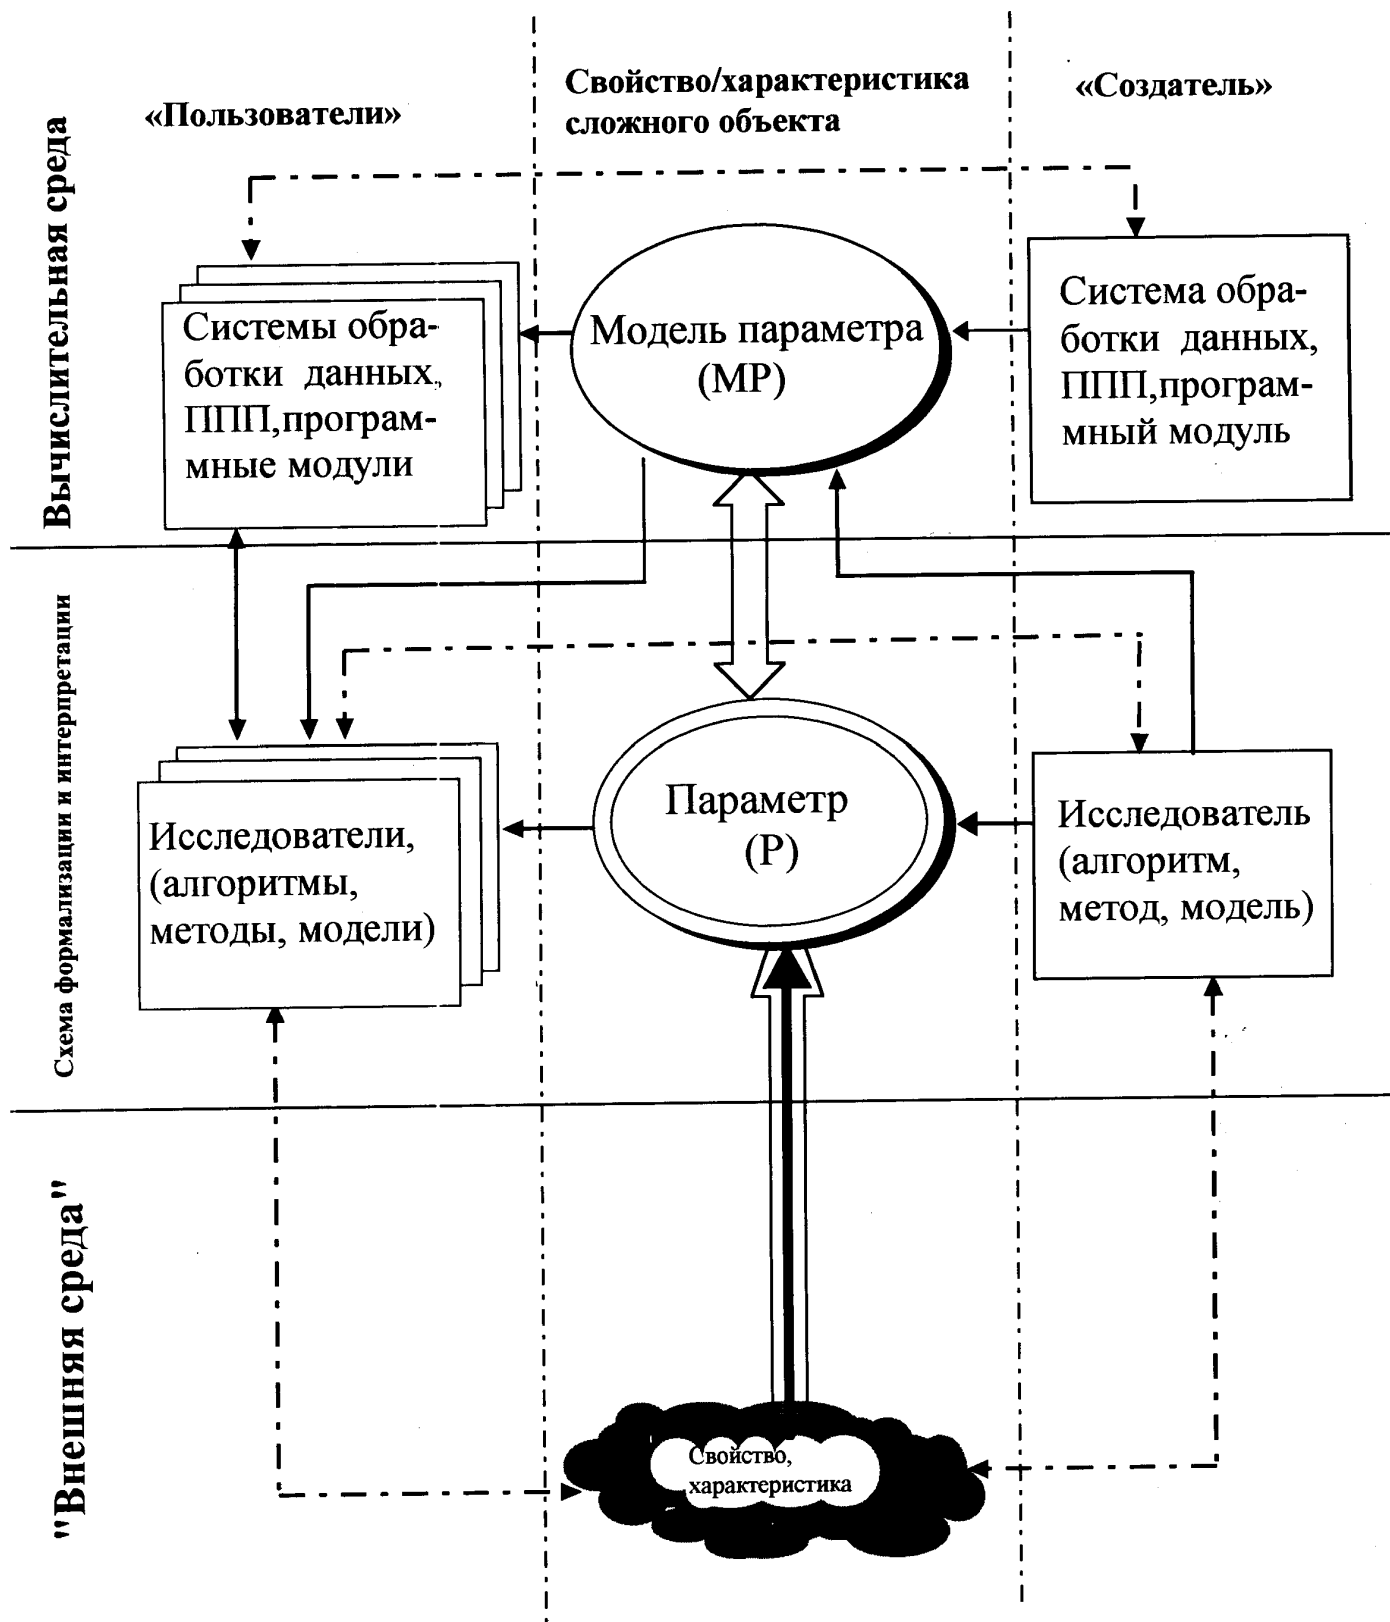 «Пользователи»
Свойство/характеристика
сложного объекта
«Создатель»
Вычислительная среда
Системы обра-
ботки данных,
ППП,програм-
мные модули
Модель параметра
(МР)
Система обра-
ботки данных,
ППП,програм-
мный модуль
Схема формализации и интерпретации
Исследователи,
(алгоритмы,
методы, модели)
Параметр
(Р)
Исследователь
(алгоритм,
метод, модель)
"Внешняя среда"
Свойство,
характеристика